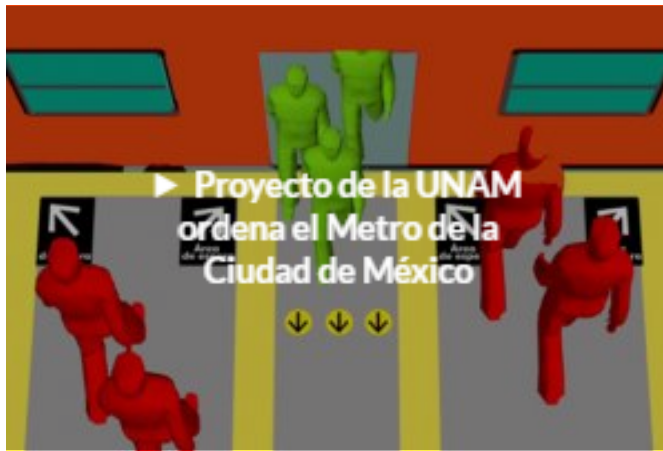 ► Proyecto de la UNAM
ordena el Metro de la
Ciudad de México